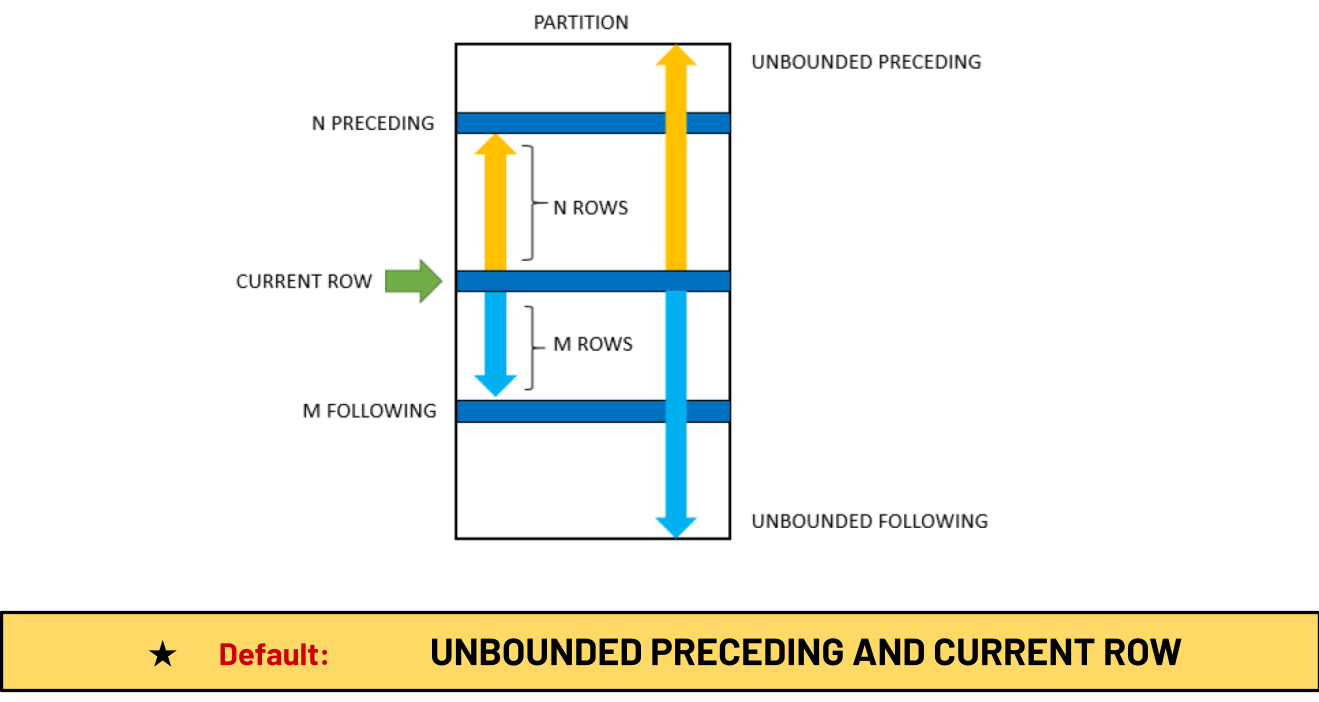 PARTITION
UNBOUNDED PRECEDING
N PRECEDING
N ROWS
CURRENT ROW
M ROWS
M FOLLOWING
UNBOUNDED FOLLOWING
★ Default: UNBOUNDED PRECEDING AND CURRENT ROW